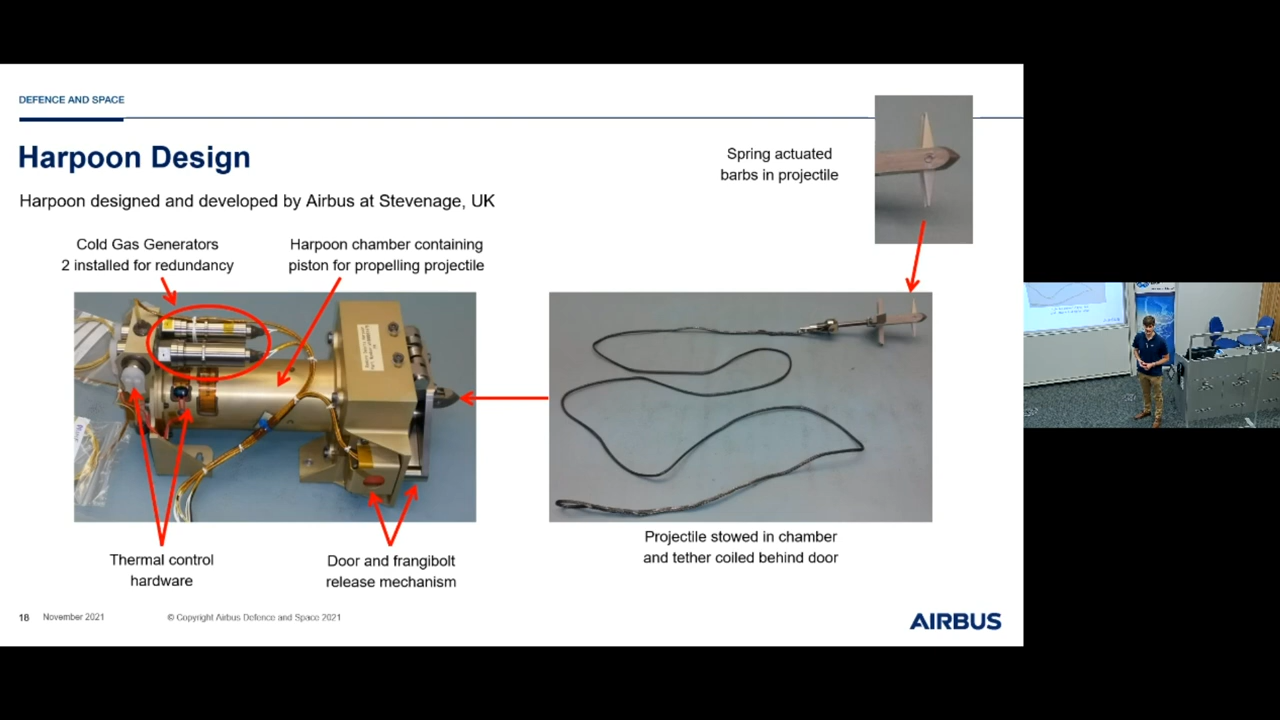 DEFENCE AND SPACE
Harpoon Design
Harpoon designed and developed by Airbus at Stevenage, UK
Spring actuated
barbs in projectile
Cold Gas Generators
2 installed for redundancy
Harpoon chamber containing
piston for propelling projectile
Thermal control
hardware
Door and frangibolt
release mechanism
Projectile stowed in chamber
and tether coiled behind door
18 November 2021 © Copyright Airbus Defence and Space 2021
AIRBUS